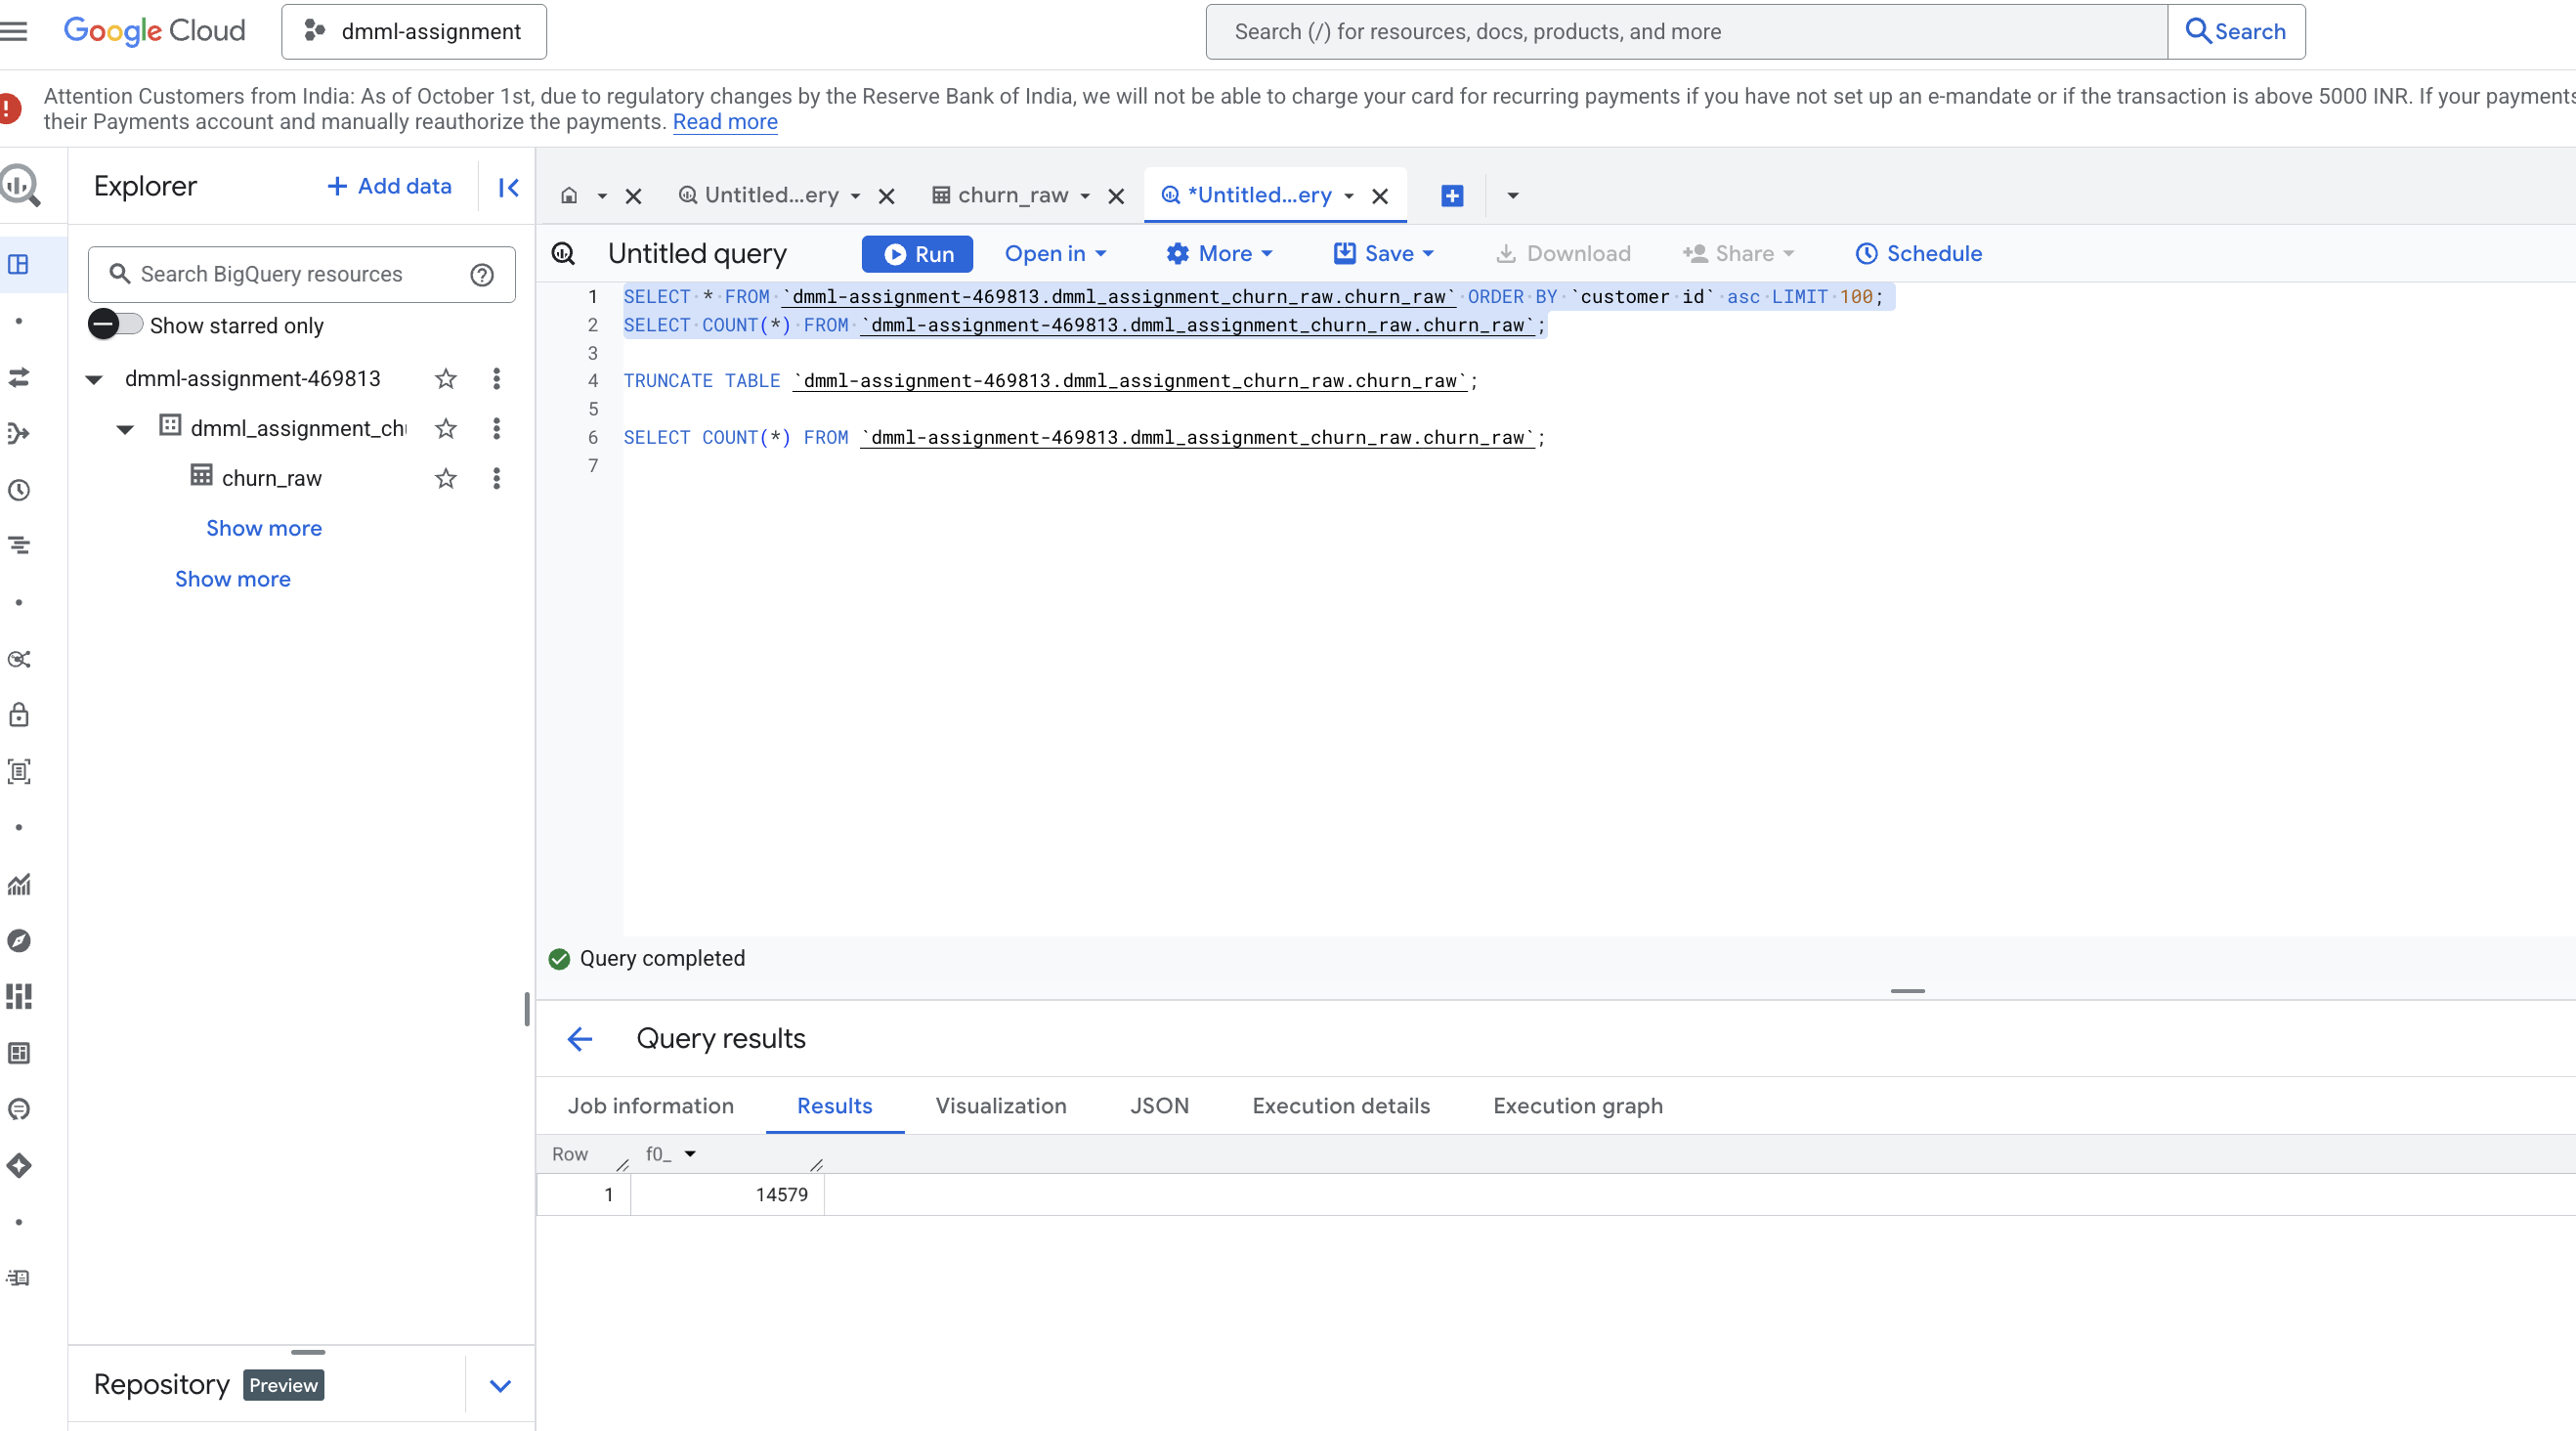 Google Cloud
dmml-assignment
Search (/) for resources, docs, products, and more
Search
Attention Customers from India: As of October 1st, due to regulatory changes by the Reserve Bank of India, we will not be able to charge your card for recurring payments if you have not set up an e-mandate or if the transaction is above 5000 INR. If your payments
their Payments account and manually reauthorize the payments. Read more
Explorer
+ Add data
Search BigQuery resources
Show starred only
dmml-assignment-469813
dmml_assignment_ch
churn_raw
Show more
Show more
Repository Preview
Untitled...ery
churn_raw
*Untitled...ery
Untitled query
Run
Open in
More
Save
Download
Share
Schedule
1 SELECT * FROM `dmml-assignment-469813.dmml_assignment_churn_raw.churn_raw` ORDER BY `customer id` asc LIMIT 100;
2 SELECT COUNT(*) FROM `dmml-assignment-469813.dmml_assignment_churn_raw.churn_raw`;
3
4 TRUNCATE TABLE `dmml-assignment-469813.dmml_assignment_churn_raw.churn_raw`;
5
6 SELECT COUNT(*) FROM `dmml-assignment-469813.dmml_assignment_churn_raw.churn_raw`;
7
Query completed
Query results
Job information
Results
Visualization
JSON
Execution details
Execution graph
Row f0_
1 14579